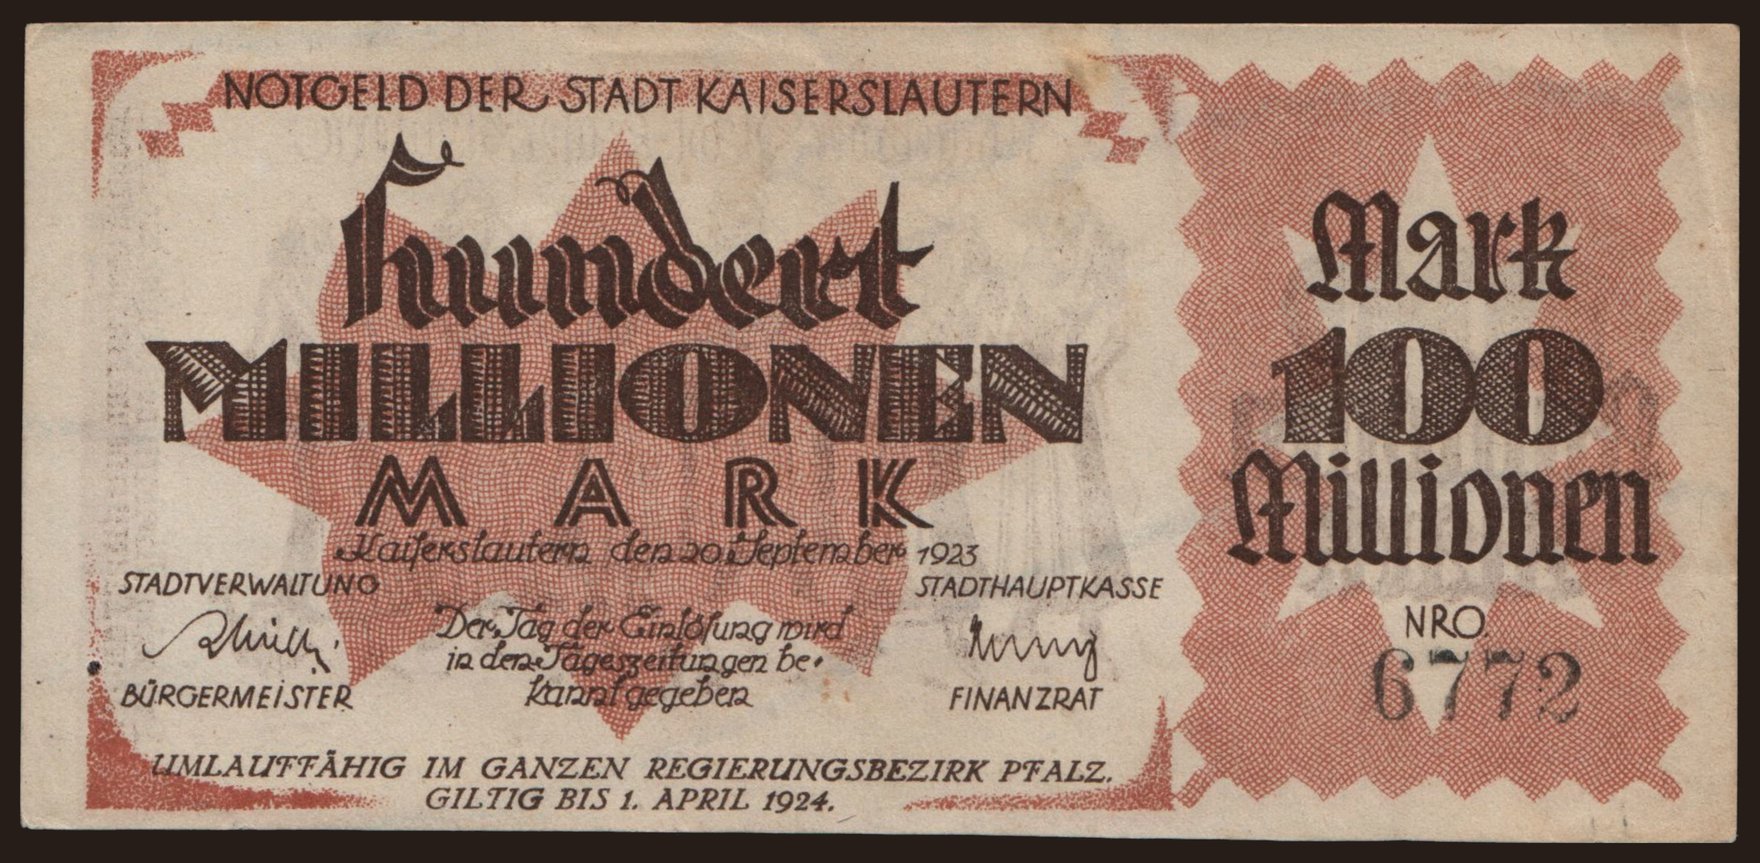 NOTGELD DER STADT KAISERSLAUTERN
hundert
MILLIONEN
MARK
Kaiserslautern den 20. September 1923
STADTVERWALTUNG
STADTHAUPTKASSE
Der Tag der Einlösung wird
in den Tageszeitungen be-
kannt gegeben
BÜRGERMEISTER
FINANZRAT
UMLAUFFÄHIG IM GANZEN REGIERUNGSBEZIRK PFALZ.
GILTIG BIS 1. APRIL 1924.
Mark
100
Millionen
NRO.
6772